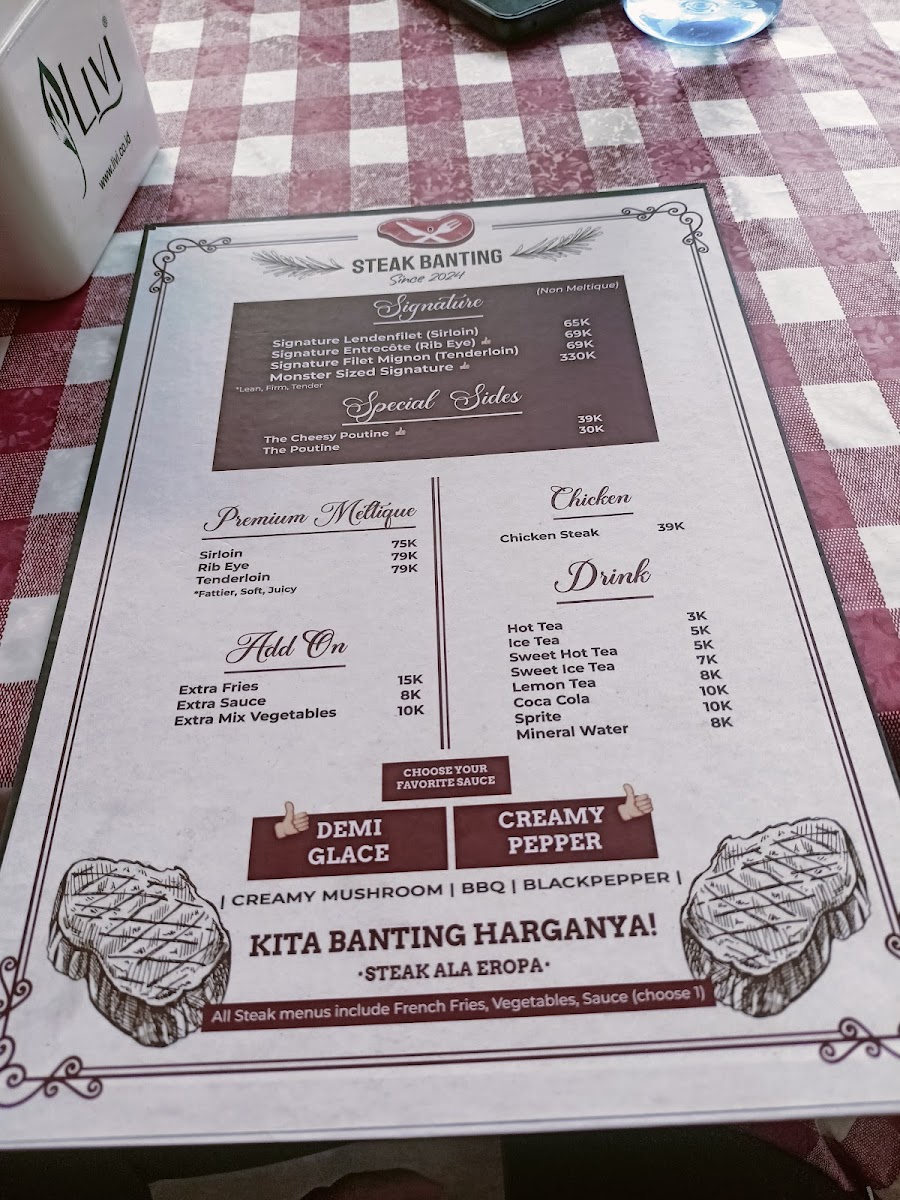 LIVI
®
www.livi.co.id
STEAK BANTING
Since 2024
Signature
(Non Meltique)
Signature Lendenfilet (Sirloin) 65K
Signature Entrecôte (Rib Eye) 69K
Signature Filet Mignon (Tenderloin) 69K
Monster Sized Signature 330K
*Lean, Firm, Tender
Special Sides
The Cheesy Poutine 39K
The Poutine 30K
Premium Meltique
Sirloin 75K
Rib Eye 79K
Tenderloin 79K
*Fattier, Soft, Juicy
Add On
Extra Fries 15K
Extra Sauce 8K
Extra Mix Vegetables 10K
Chicken
Chicken Steak 39K
Drink
Hot Tea 3K
Ice Tea 5K
Sweet Hot Tea 5K
Sweet Ice Tea 7K
Lemon Tea 8K
Coca Cola 10K
Sprite 10K
Mineral Water 8K
CHOOSE YOUR
FAVORITE SAUCE
DEMI
GLACE
CREAMY
PEPPER
| CREAMY MUSHROOM | BBQ | BLACKPEPPER |
KITA BANTING HARGANYA!
·STEAK ALA EROPA·
All Steak menus include French Fries, Vegetables, Sauce (choose 1)